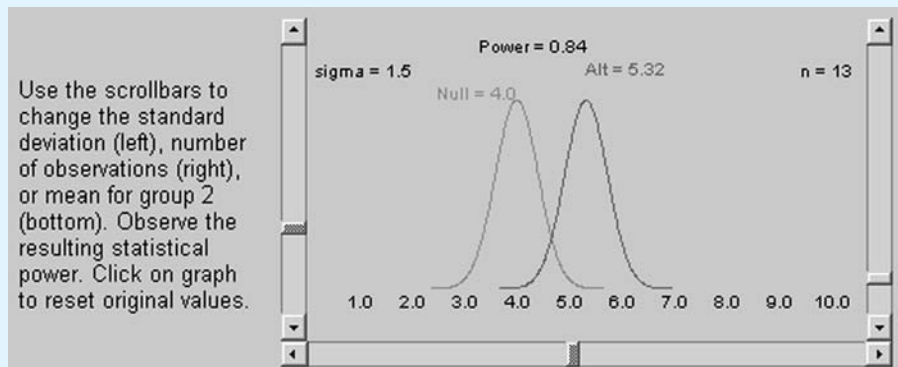 Use the scrollbars to
change the standard
deviation (left), number
of observations (right),
or mean for group 2
(bottom). Observe the
resulting statistical
power. Click on graph
to reset original values.
Power = 0.84
sigma = 1.5
Alt = 5.32
n = 13
Null = 4.0
1.0 2.0 3.0 4.0 5.0 6.0 7.0 8.0 9.0 10.0